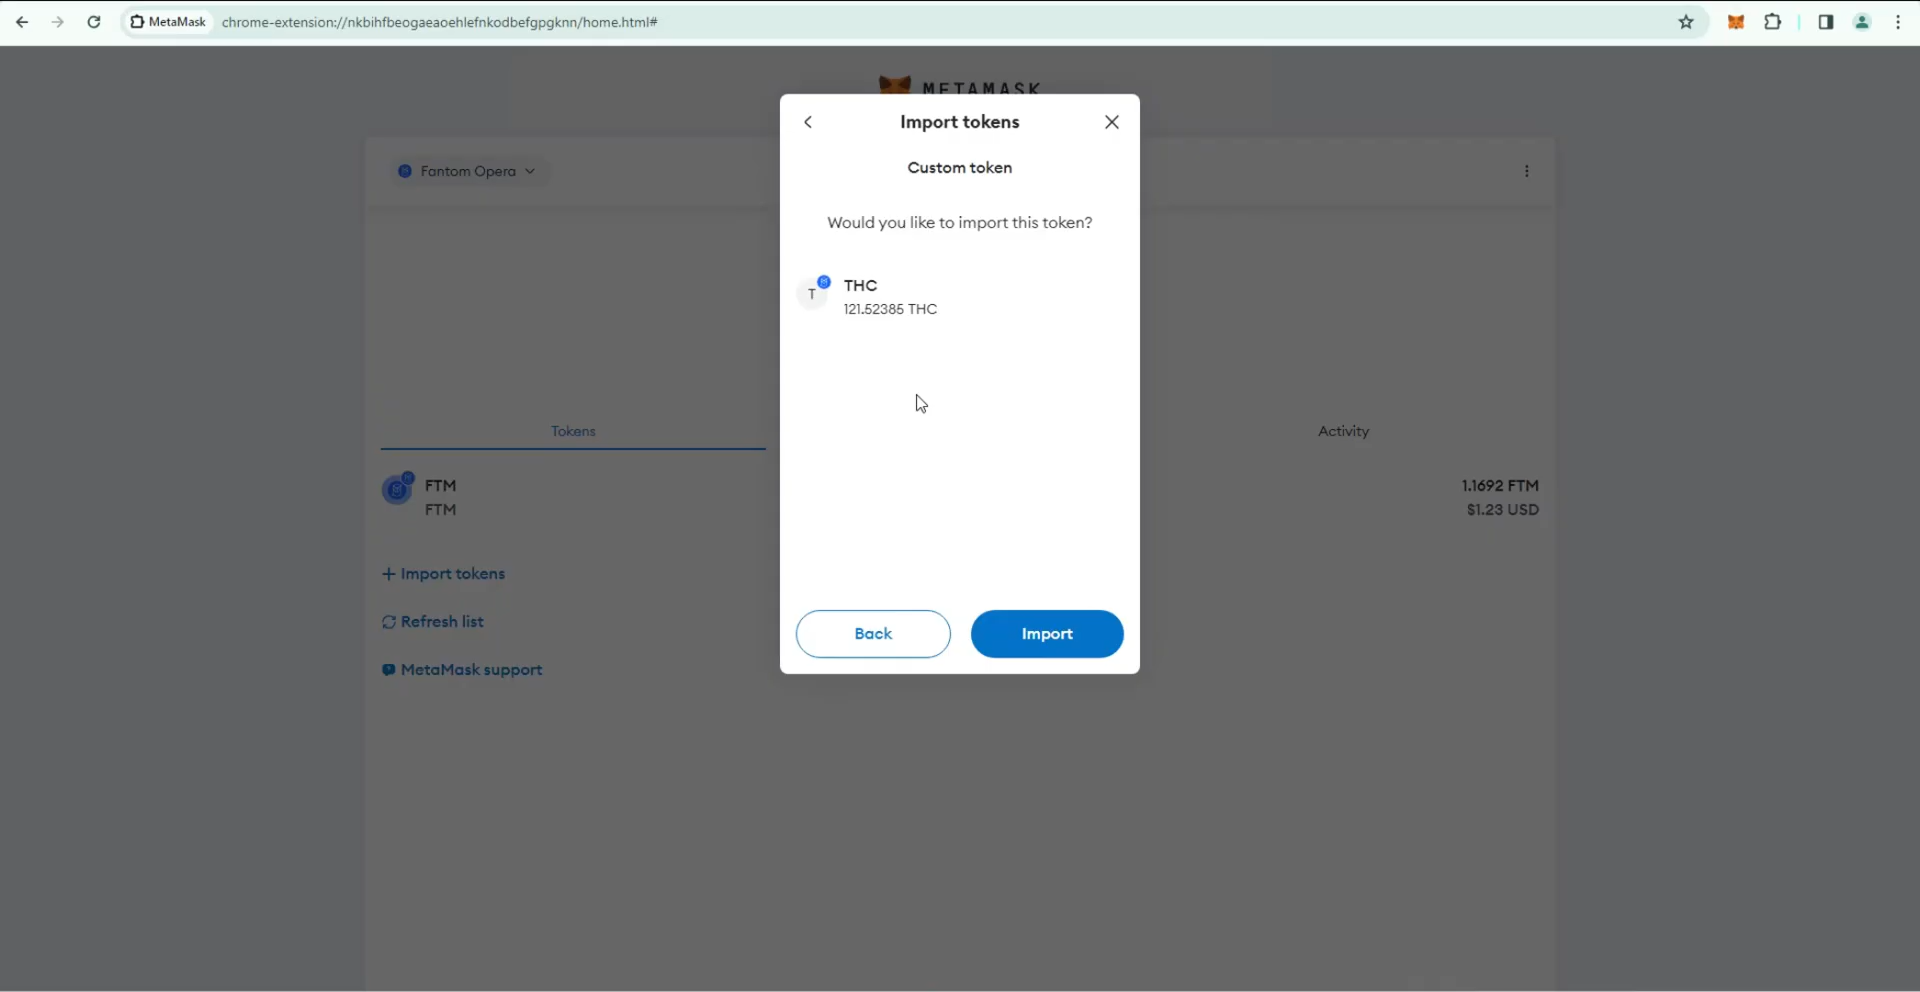 MetaMask
chrome-extension://nkbihfbeogaeaoehlefnkodbefgpgknn/home.html#
METAMASK
Import tokens
Custom token
Fantom Opera
Would you like to import this token?
T
THC
121.52385 THC
Tokens
Activity
FTM
1.1692 FTM
FTM
$1.23 USD
Import tokens
Refresh list
Back
Import
MetaMask support